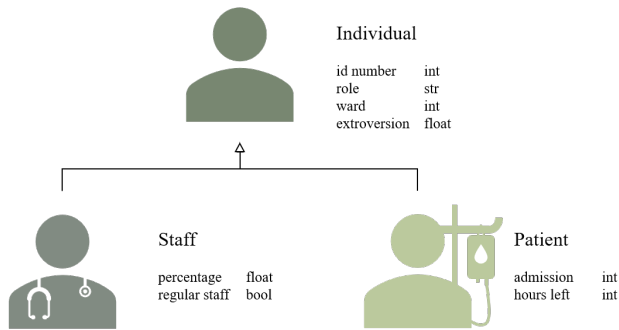 Individual
id number int
role str
ward int
extroversion float
Staff
percentage float
regular staff bool
Patient
admission int
hours left int